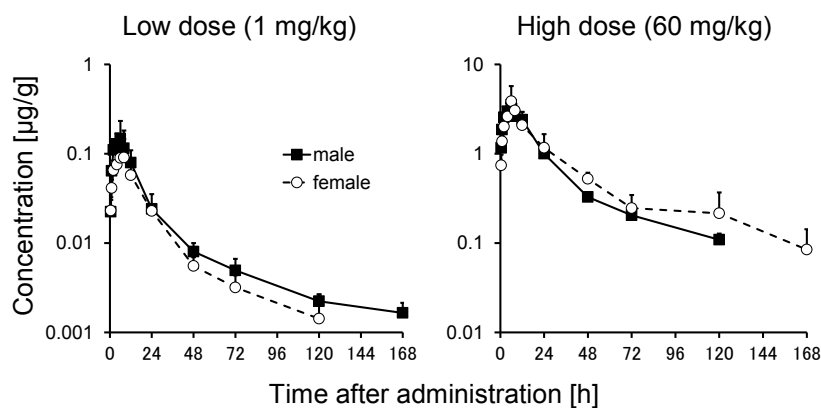 Low dose (1 mg/kg)
High dose (60 mg/kg)
Concentration [µg/g]
1
0.1
0.01
0.001
male
female
0 24 48 72 96 120 144 168
10
1
0.1
0.01
0 24 48 72 96 120 144 168
Time after administration [h]